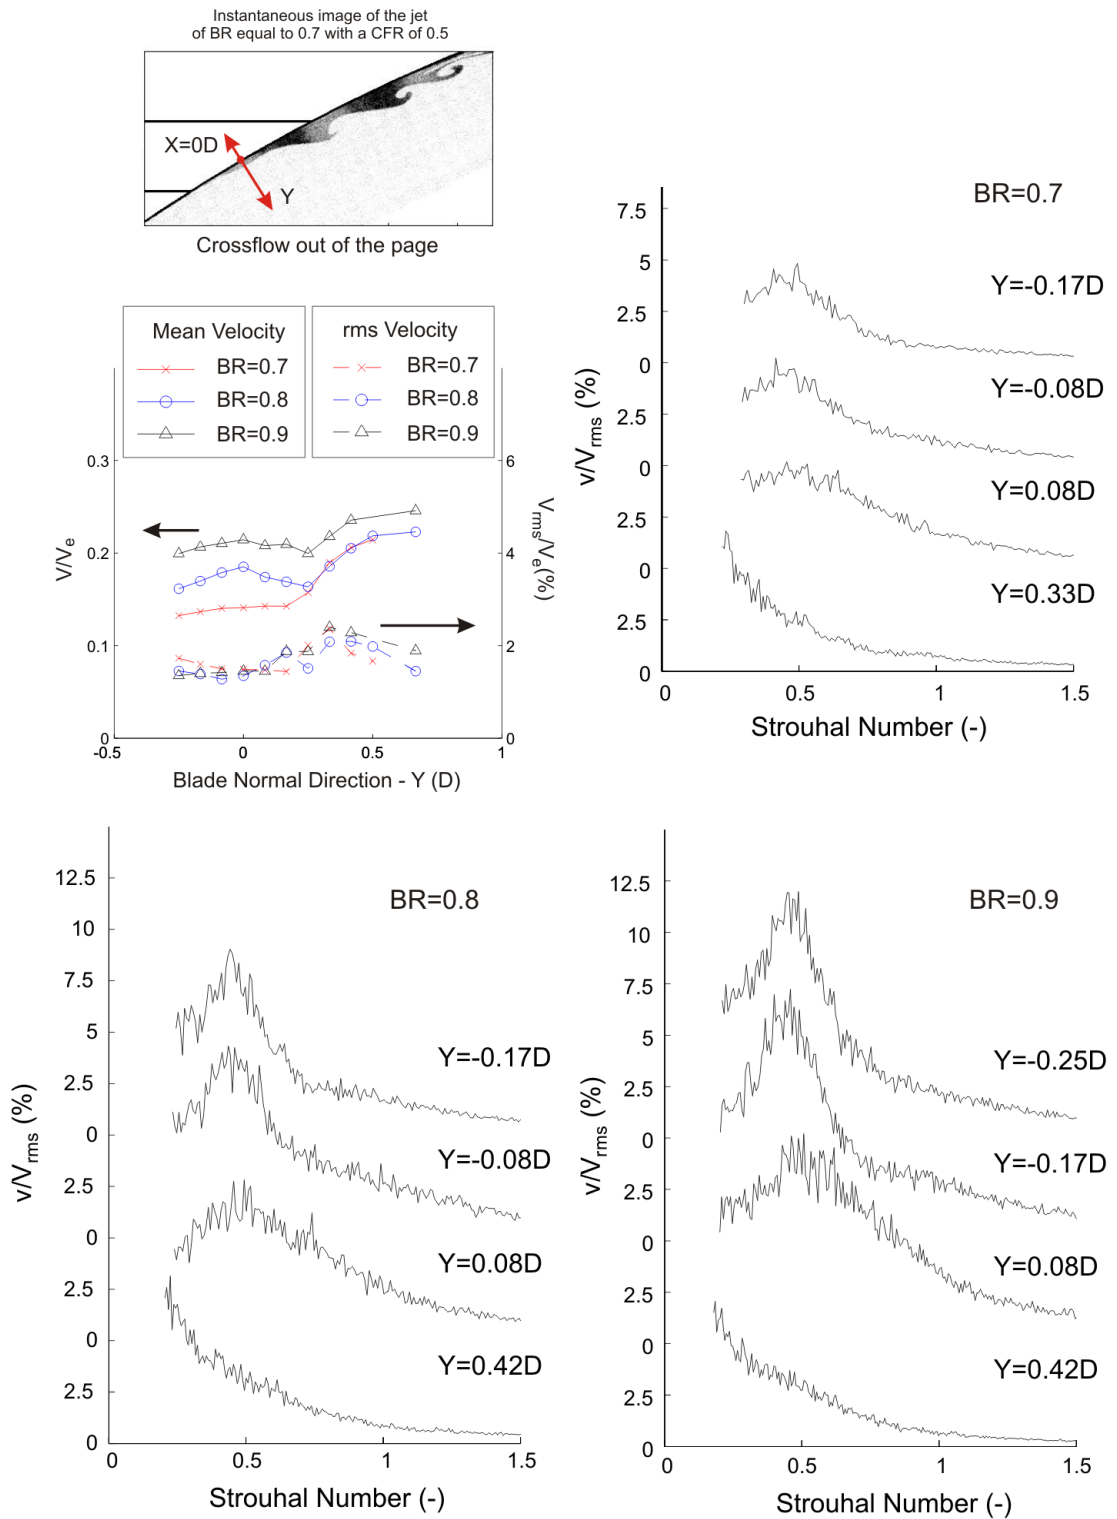 Instantaneous image of the jet
of BR equal to 0.7 with a CFR of 0.5
X=0D
Y
Crossflow out of the page
Mean Velocity
BR=0.7
BR=0.8
BR=0.9
rms Velocity
BR=0.7
BR=0.8
BR=0.9
0.3
0.2
0.1
0
V/Ve
6
4
2
0
Vrms/Ve(%)
-0.5
0
0.5
1
Blade Normal Direction - Y (D)
BR=0.7
7.5
5
2.5
0
2.5
0
2.5
0
2.5
0
v/Vrms (%)
Y=-0.17D
Y=-0.08D
Y=0.08D
Y=0.33D
0
0.5
1
1.5
Strouhal Number (-)
BR=0.8
12.5
10
7.5
5
2.5
0
2.5
0
2.5
0
2.5
0
v/Vrms (%)
Y=-0.17D
Y=-0.08D
Y=0.08D
Y=0.42D
0
0.5
1
1.5
Strouhal Number (-)
BR=0.9
12.5
10
7.5
5
2.5
0
2.5
0
2.5
0
2.5
0
v/Vrms (%)
Y=-0.25D
Y=-0.17D
Y=0.08D
Y=0.42D
0
0.5
1
1.5
Strouhal Number (-)